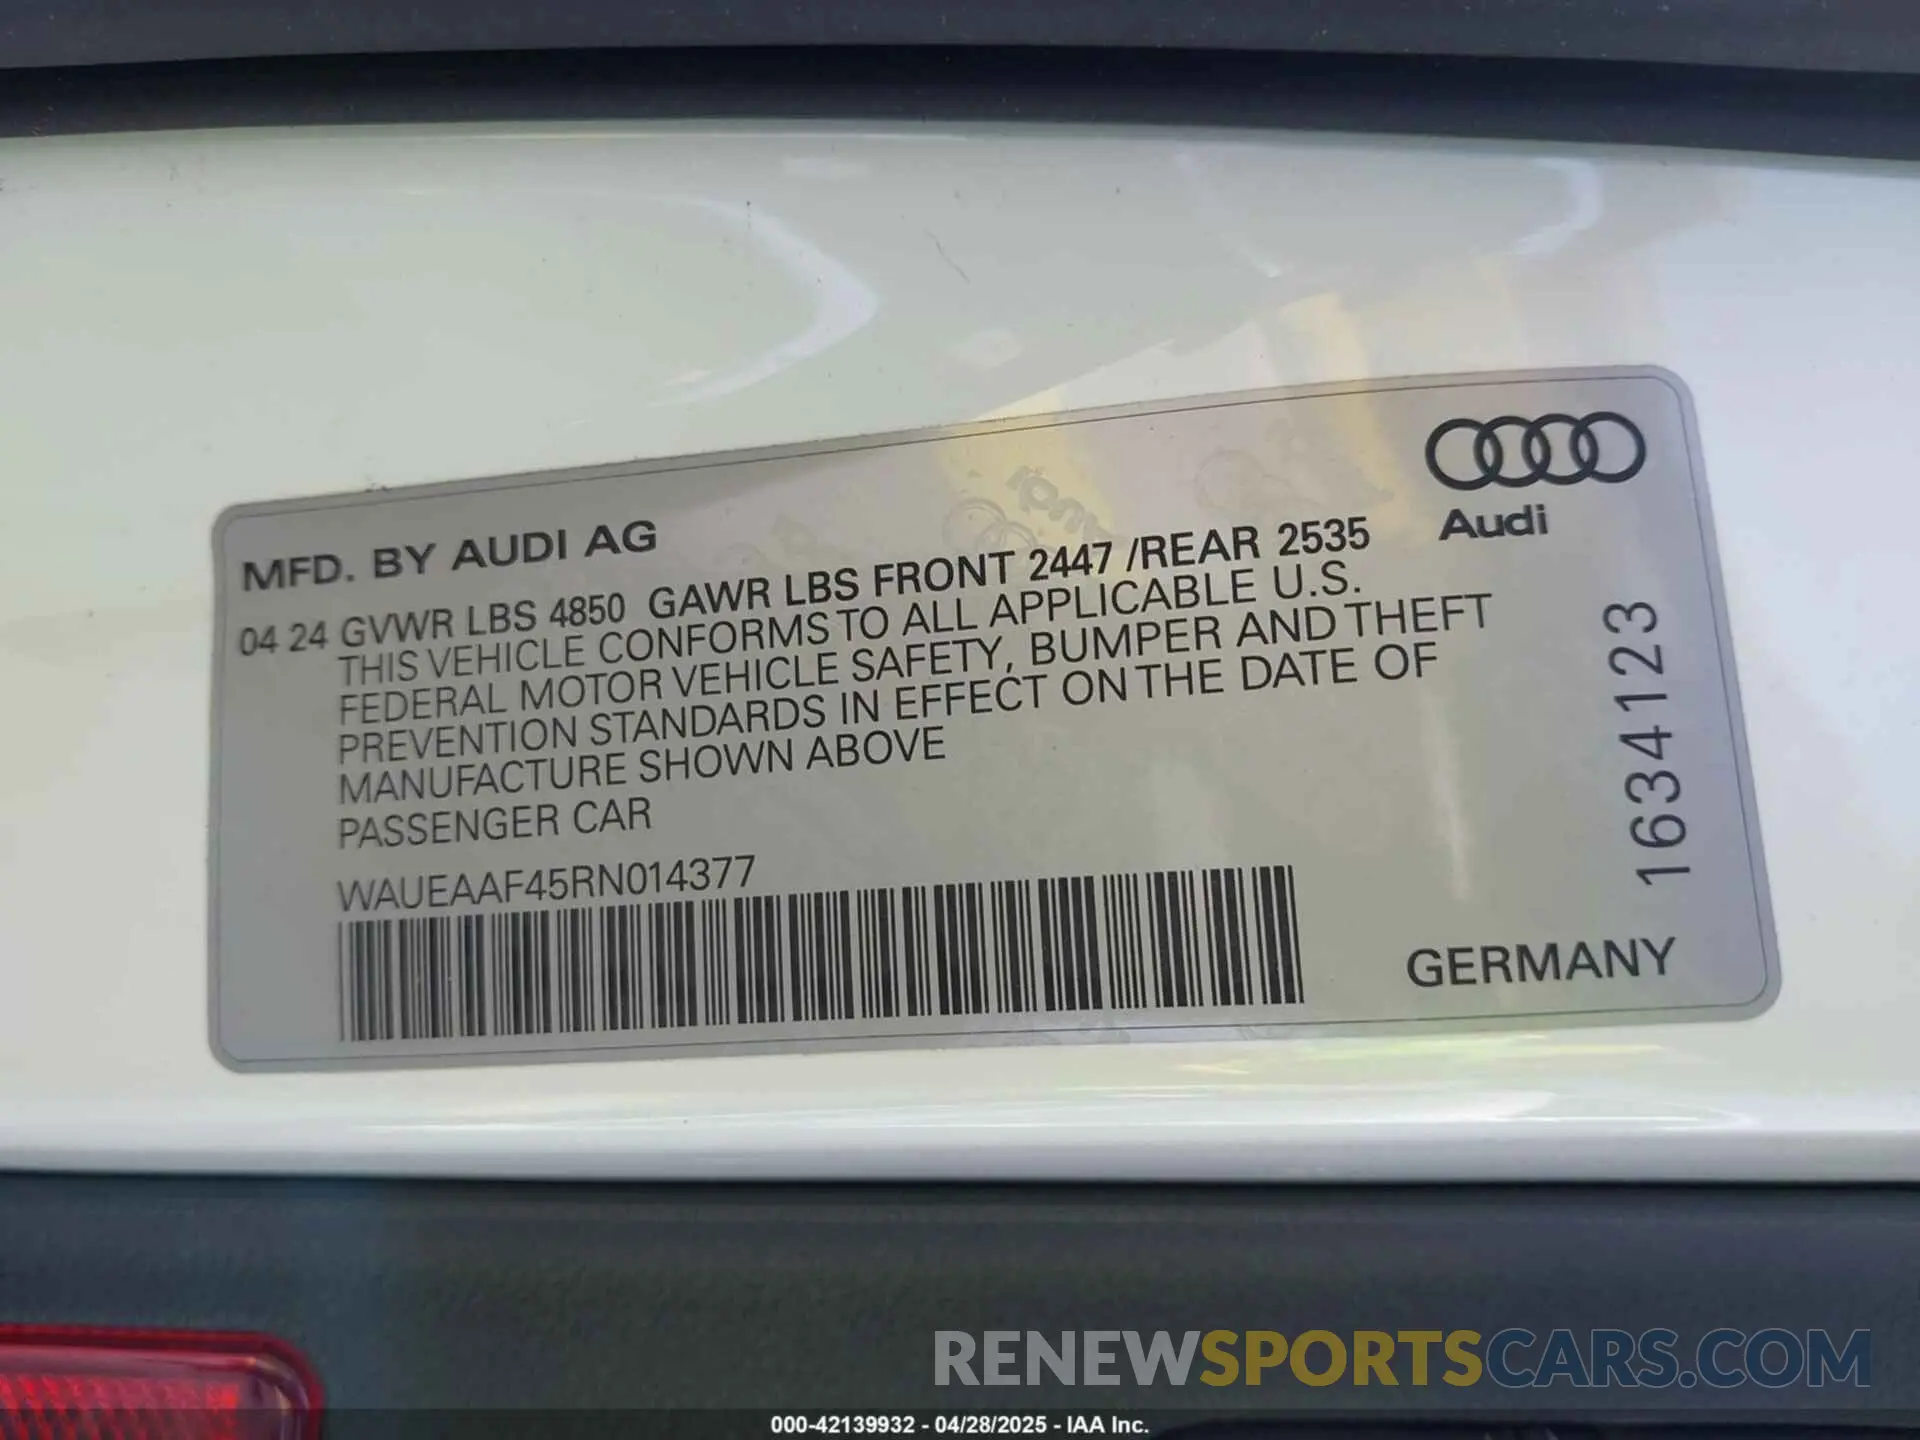 Audi
MFD. BY AUDI AG
04 24 GVWR LBS 4850 GAWR LBS FRONT 2447 /REAR 2535
THIS VEHICLE CONFORMS TO ALL APPLICABLE U.S.
FEDERAL MOTOR VEHICLE SAFETY, BUMPER AND THEFT
PREVENTION STANDARDS IN EFFECT ON THE DATE OF
MANUFACTURE SHOWN ABOVE
PASSENGER CAR
WAUEAAF45RN014377
1634123
GERMANY
RENEWSPORTSCARS.COM
000-42139932 - 04/28/2025 - IAA Inc.